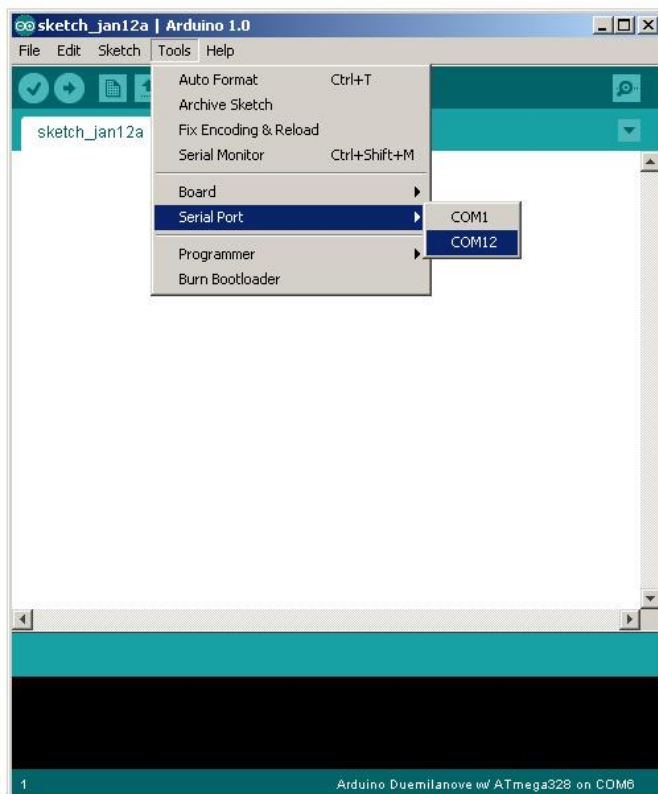 sketch_jan12a | Arduino 1.0
File Edit Sketch Tools Help
sketch_jan12a
Auto Format Ctrl+T
Archive Sketch
Fix Encoding & Reload
Serial Monitor Ctrl+Shift+M
Board
Serial Port
COM1
COM12
Programmer
Burn Bootloader
1
Arduino Duemilanove w/ ATmega328 on COM6